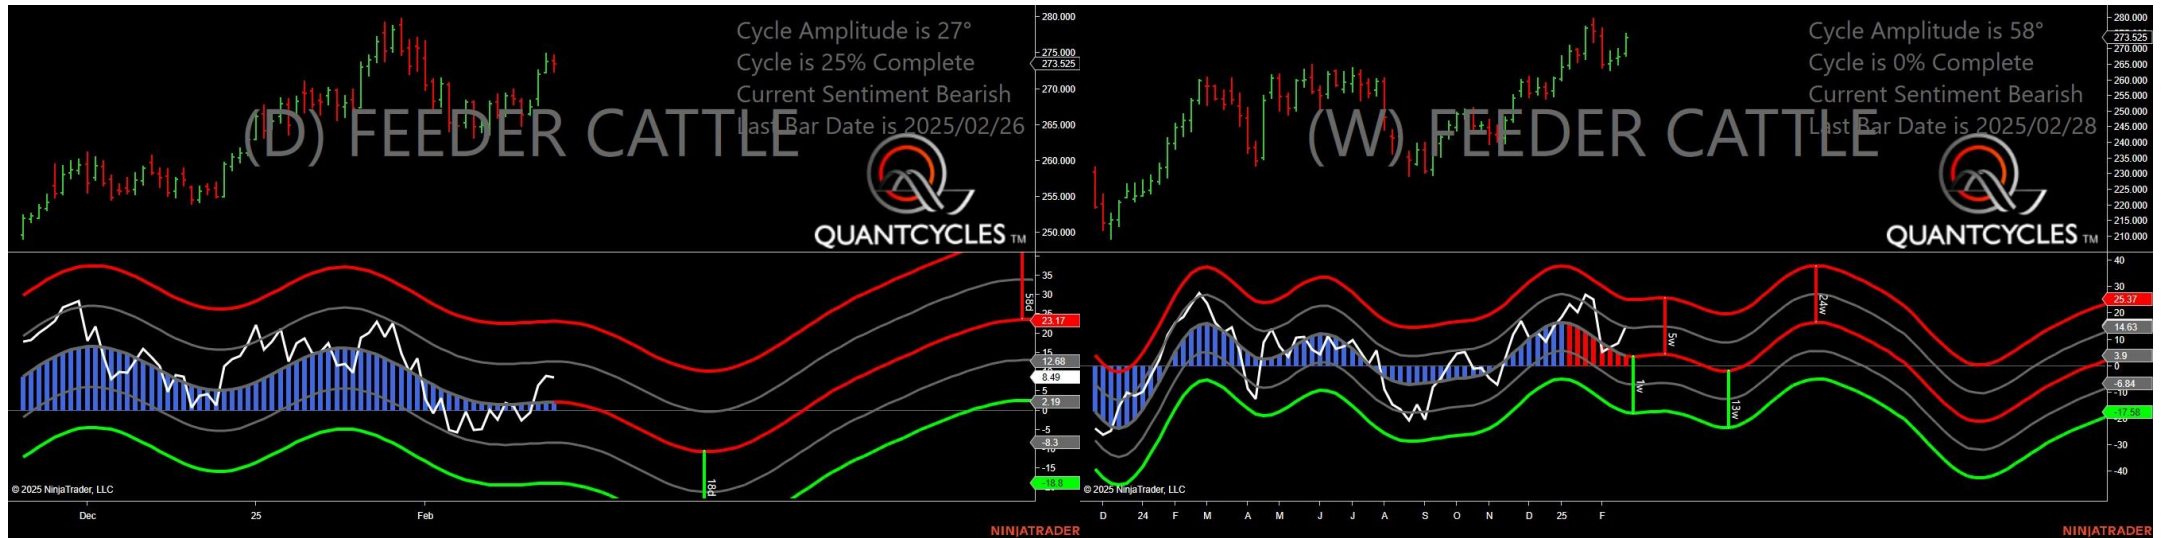 Cycle Amplitude is 27°
Cycle is 25% Complete
Current Sentiment Bearish
Last Bar Date is 2025/02/26
(D) FEEDER CATTLE
QUANTCYCLES TM
280.000
275.000
273.525
270.000
265.000
260.000
255.000
250.000
35
30
23.17
20
15
12.68
8.49
5
2.19
0
-5
-8.3
-15
-18.8
58d
18d
© 2025 NinjaTrader, LLC
Dec
25
Feb
NINJATRADER
Cycle Amplitude is 58°
Cycle is 0% Complete
Current Sentiment Bearish
Last Bar Date is 2025/02/28
(W) FEEDER CATTLE
QUANTCYCLES TM
280.000
273.525
270.000
265.000
260.000
255.000
250.000
245.000
240.000
235.000
230.000
225.000
220.000
215.000
210.000
40
30
25.37
20
14.63
10
3.9
0
-6.84
-10
-17.58
-20
-30
-40
5w
24w
1w
13w
© 2025 NinjaTrader, LLC
D 24 F M A M J J A S O N D 25 F
NINJATRADER